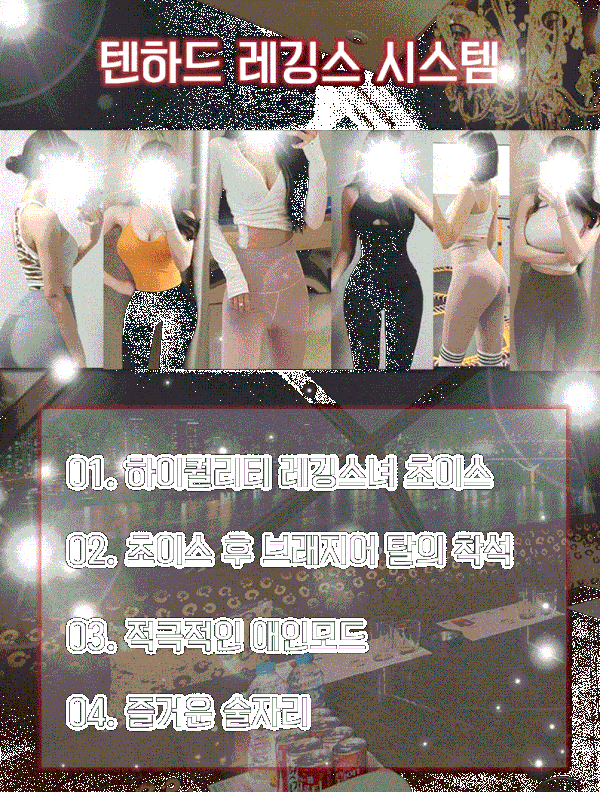 텐하드 레깅스 시스템
01. 하이퀄리티 레깅스녀 초이스
02. 초이스 후 브래지어 탈의 착석
03. 적극적인 애인모드
04. 즐거운 술자리